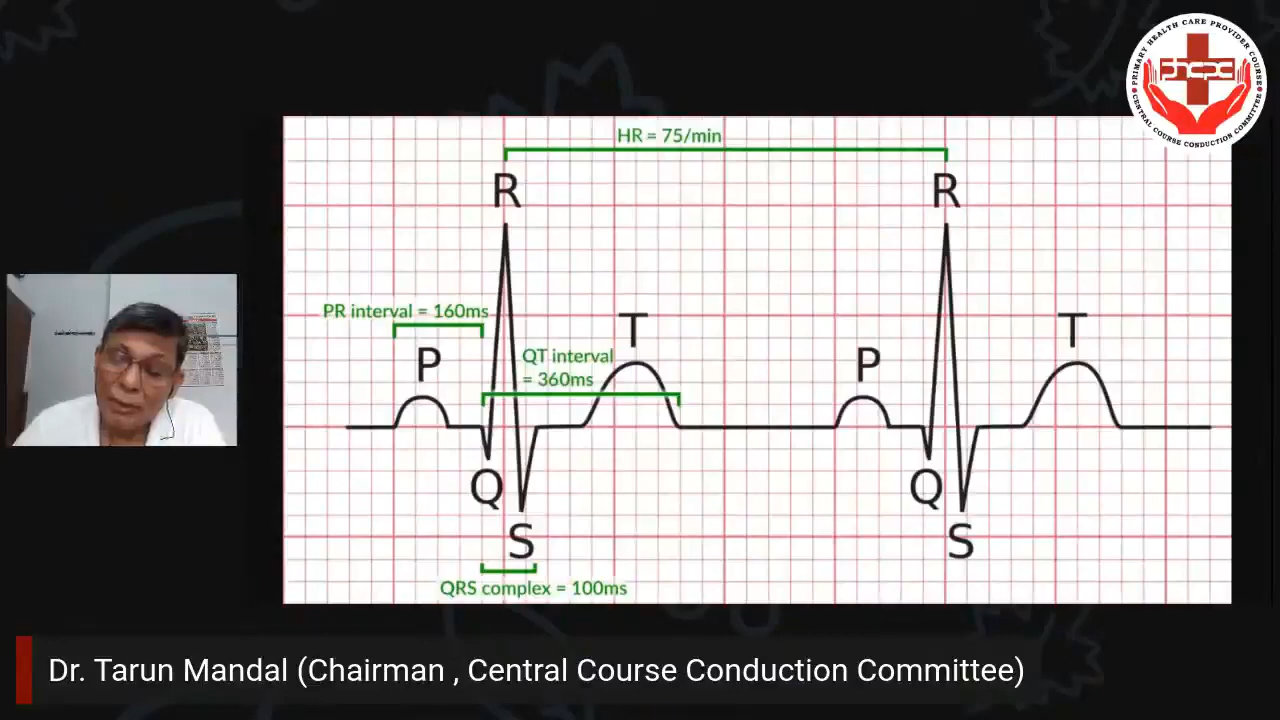 PRIMARY HEALTH CARE PROVIDER COURSE
phcpc
CENTRAL COURSE CONDUCTION COMMITTEE
HR = 75/min
R
R
PR interval = 160ms
T
T
P
QT interval
= 360ms
P
Q
Q
S
S
QRS complex = 100ms
Dr. Tarun Mandal (Chairman , Central Course Conduction Committee)